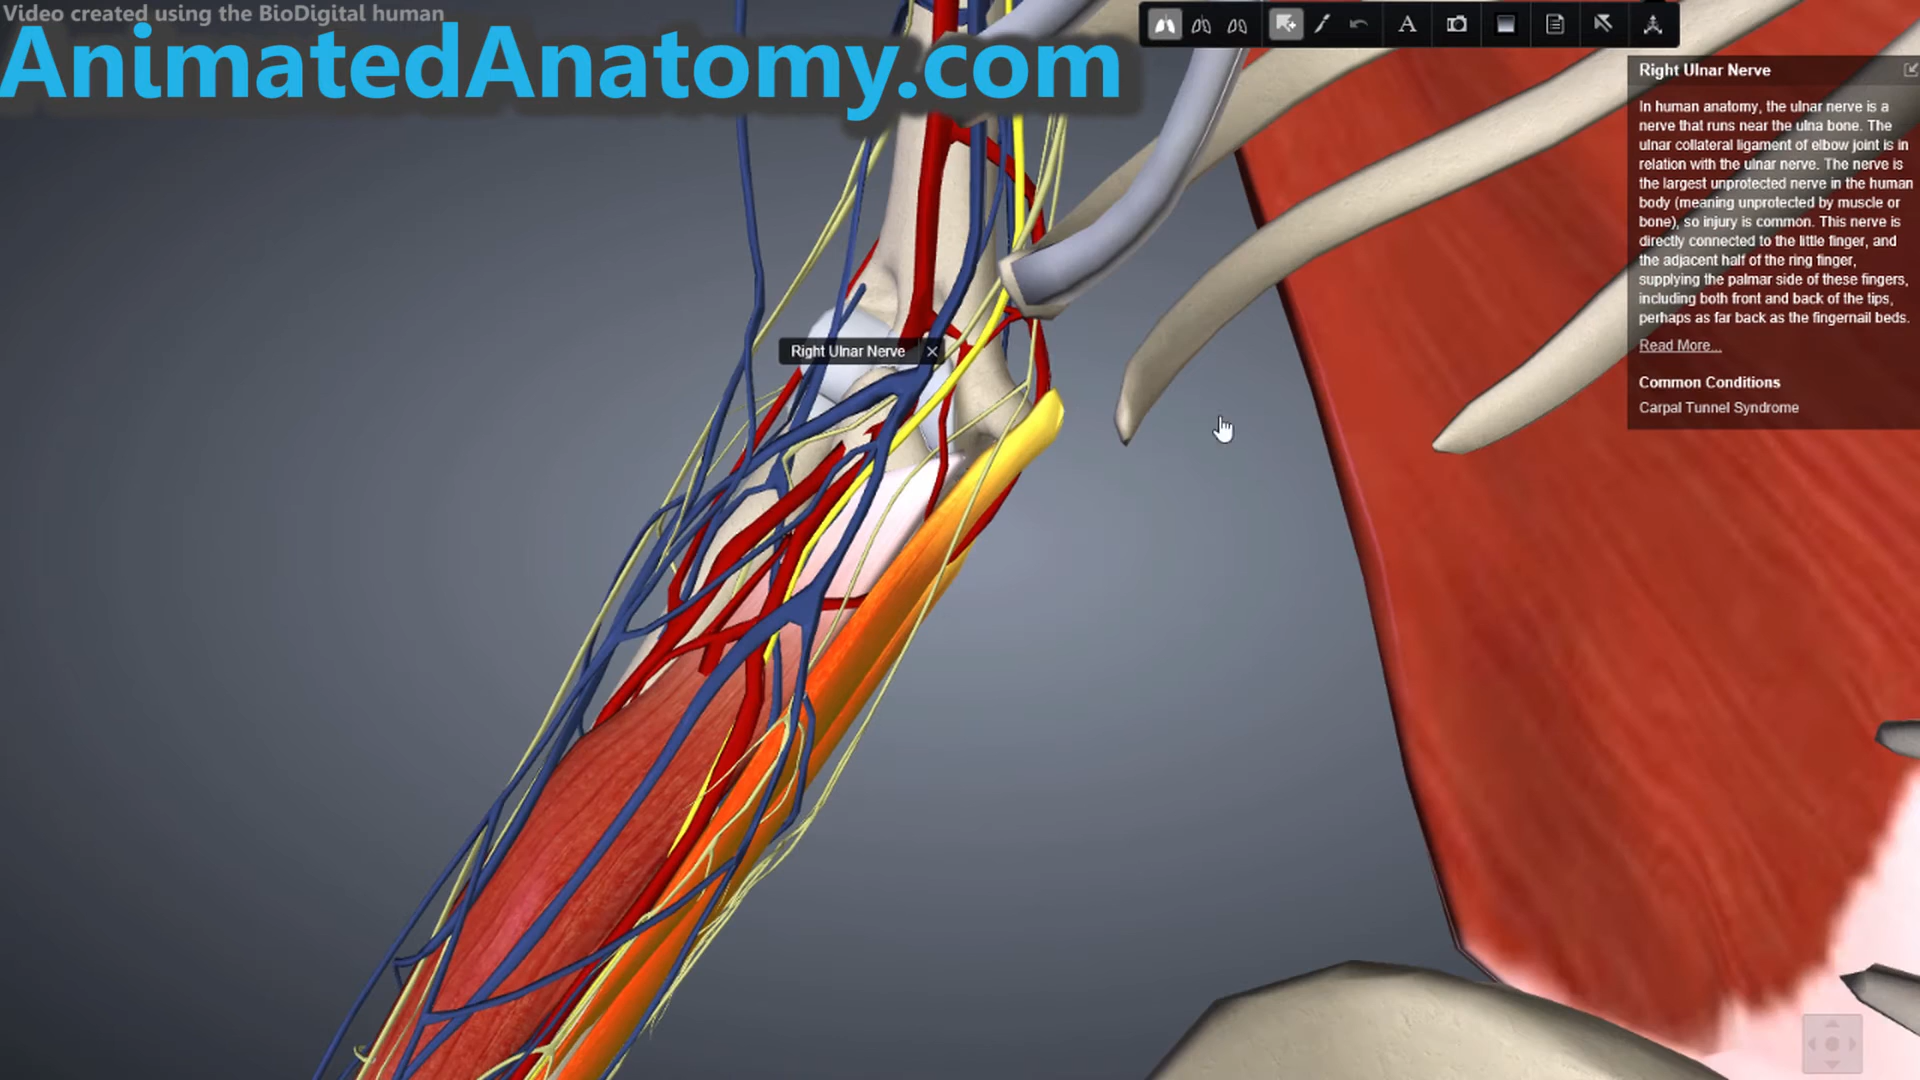 Video created using the BioDigital human
AnimatedAnatomy.com
A
Right Ulnar Nerve
In human anatomy, the ulnar nerve is a
nerve that runs near the ulna bone. The
ulnar collateral ligament of elbow joint is in
relation with the ulnar nerve. The nerve is
the largest unprotected nerve in the human
body (meaning unprotected by muscle or
bone), so injury is common. This nerve is
directly connected to the little finger, and
the adjacent half of the ring finger,
supplying the palmar side of these fingers,
including both front and back of the tips,
perhaps as far back as the fingernail beds.
Read More...
Common Conditions
Carpal Tunnel Syndrome
Right Ulnar Nerve